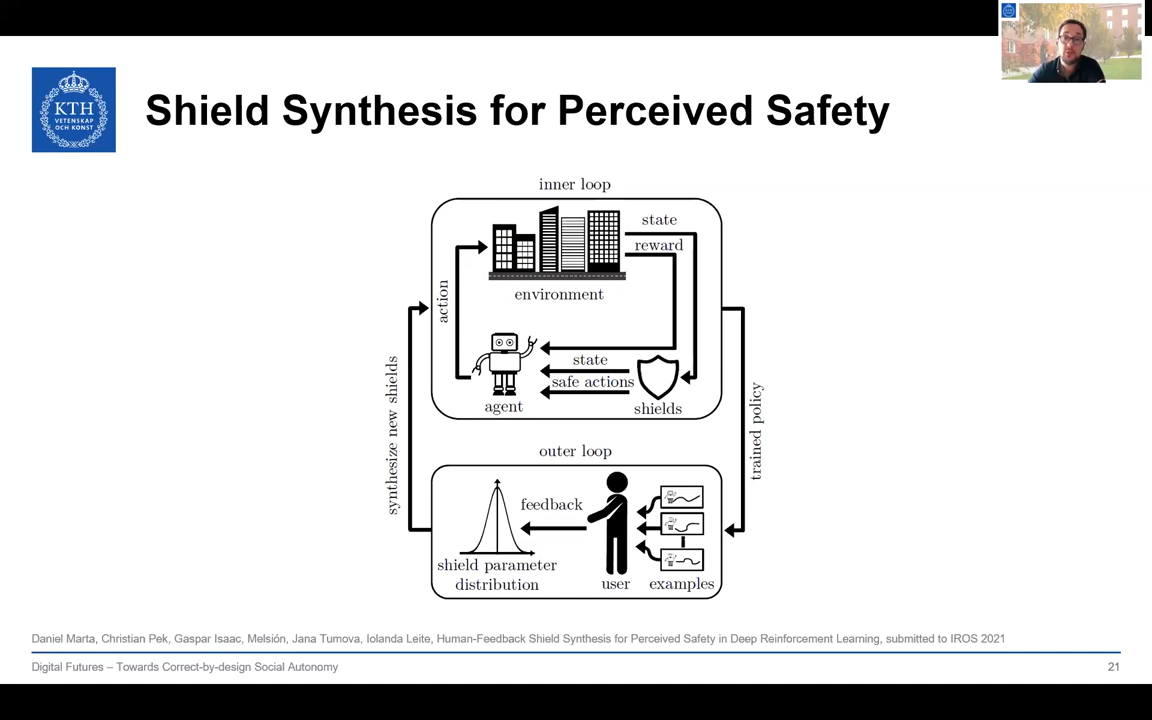 KTH
VETENSKAP
OCH KONST
Shield Synthesis for Perceived Safety
inner loop
state
reward
environment
action
state
safe actions
agent
shields
synthesize new shields
trained policy
outer loop
feedback
shield parameter
distribution
user
examples
Daniel Marta, Christian Pek, Gaspar Isaac, Melsión, Jana Tumova, Iolanda Leite, Human-Feedback Shield Synthesis for Perceived Safety in Deep Reinforcement Learning, submitted to IROS 2021
Digital Futures – Towards Correct-by-design Social Autonomy
21